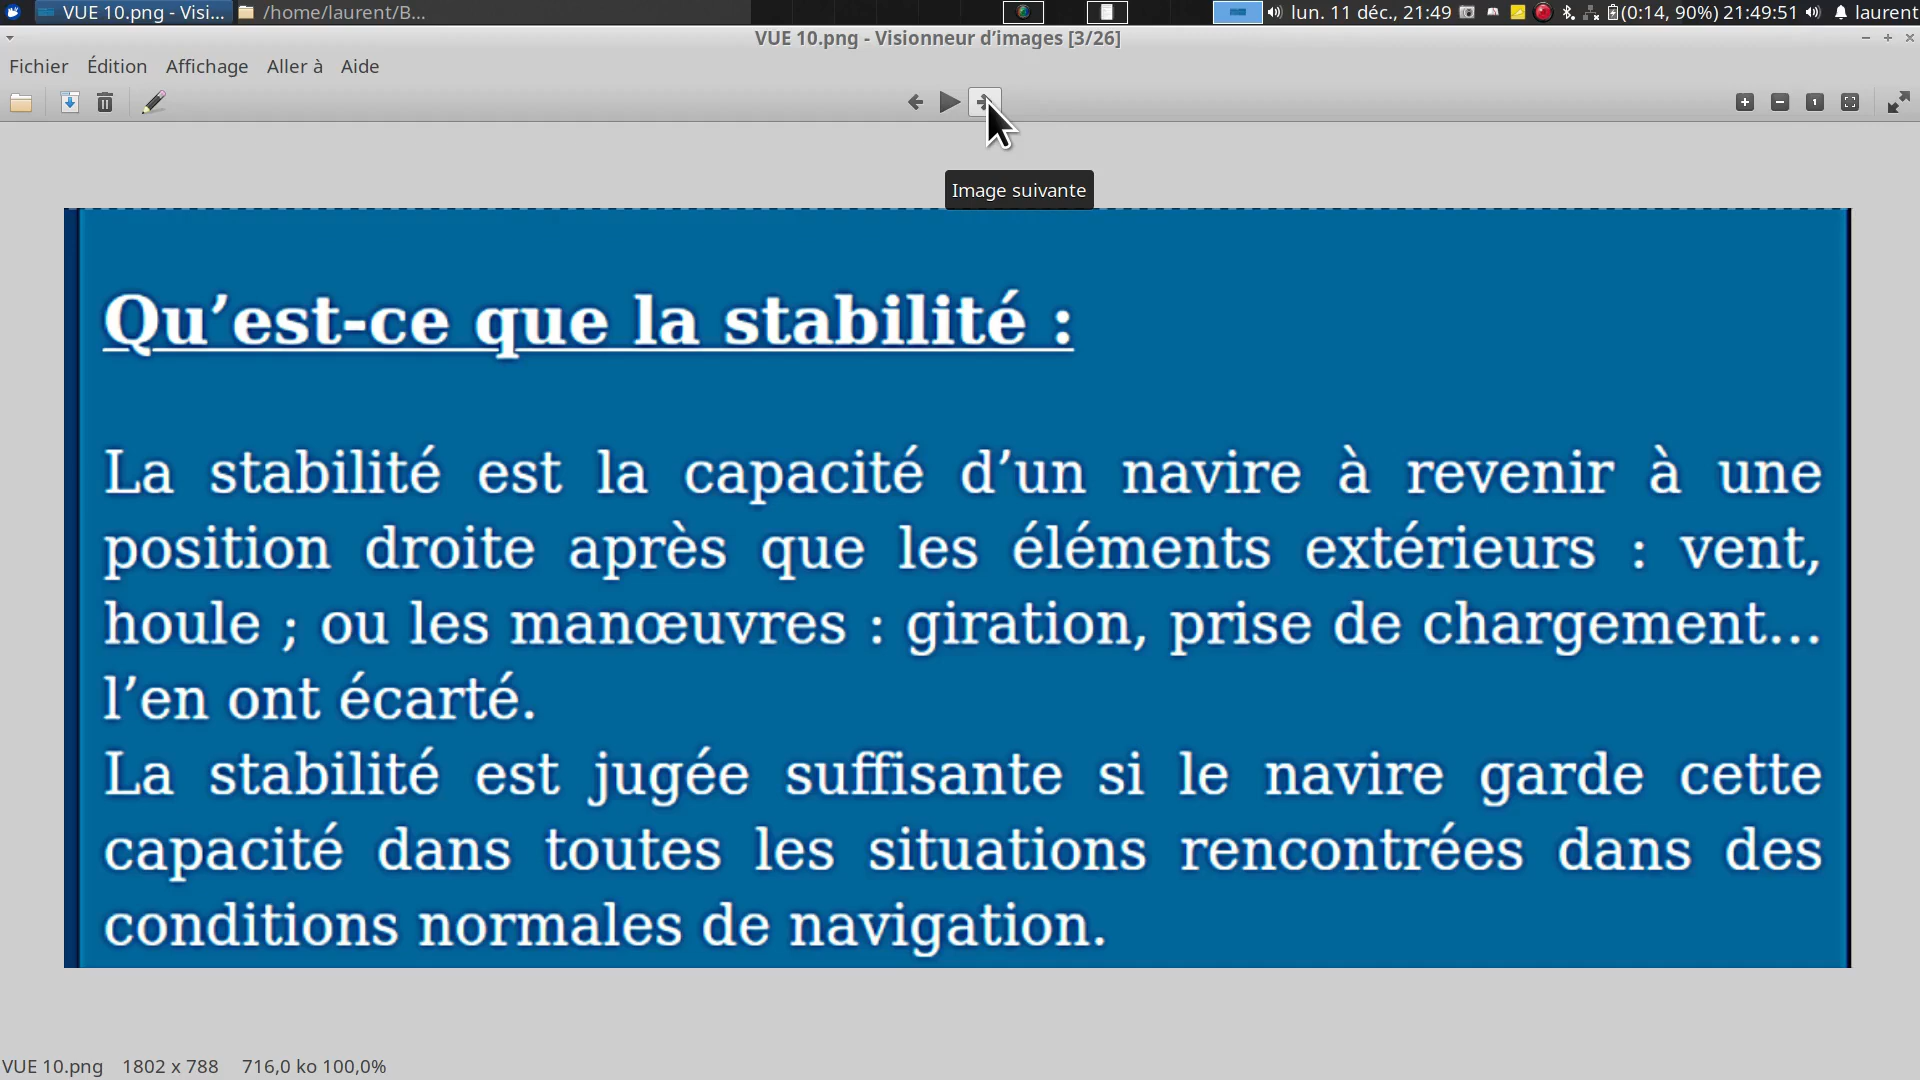 VUE 10.png - Visi... /home/laurent/B... lun. 11 déc., 21:49 (0:14, 90%) 21:49:51 laurent
VUE 10.png - Visionneur d’images [3/26]
Fichier Édition Affichage Aller à Aide
Image suivante
Qu’est-ce que la stabilité :
La stabilité est la capacité d’un navire à revenir à une
position droite après que les éléments extérieurs : vent,
houle ; ou les manœuvres : giration, prise de chargement…
l’en ont écarté.
La stabilité est jugée suffisante si le navire garde cette
capacité dans toutes les situations rencontrées dans des
conditions normales de navigation.
VUE 10.png 1802 x 788 716,0 ko 100,0%